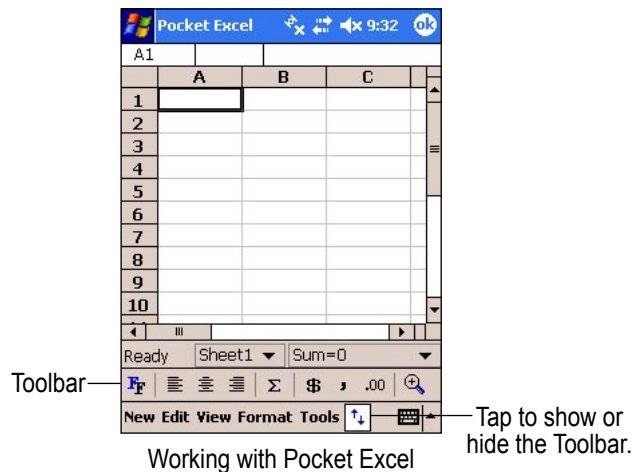 Pocket Excel 9:32 ok
A1
A B C
1
2
3
4
5
6
7
8
9
10
Ready Sheet1 Sum=0
Toolbar
FF Σ $ , .00
New Edit View Format Tools
Tap to show or
hide the Toolbar.
Working with Pocket Excel